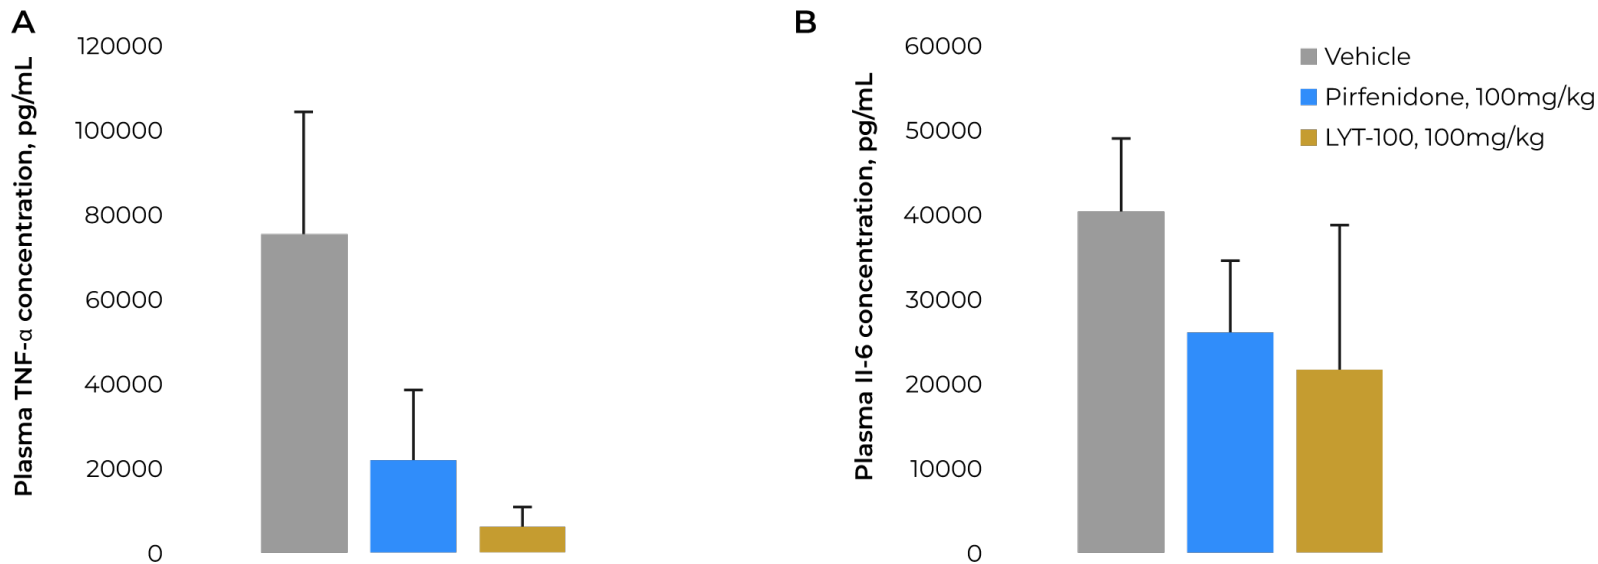 A
Plasma TNF-α concentration, pg/mL
120000
100000
80000
60000
40000
20000
0
B
Plasma II-6 concentration, pg/mL
60000
50000
40000
30000
20000
10000
0
Vehicle
Pirfenidone, 100mg/kg
LYT-100, 100mg/kg